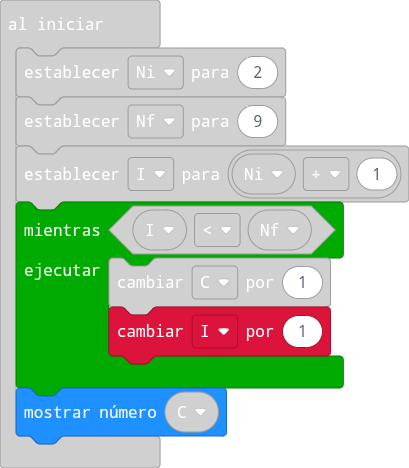 al iniciar
establecer Ni para 2
establecer Nf para 9
establecer I para Ni + 1
mientras I < Nf
ejecutar
cambiar C por 1
cambiar I por 1
mostrar número C